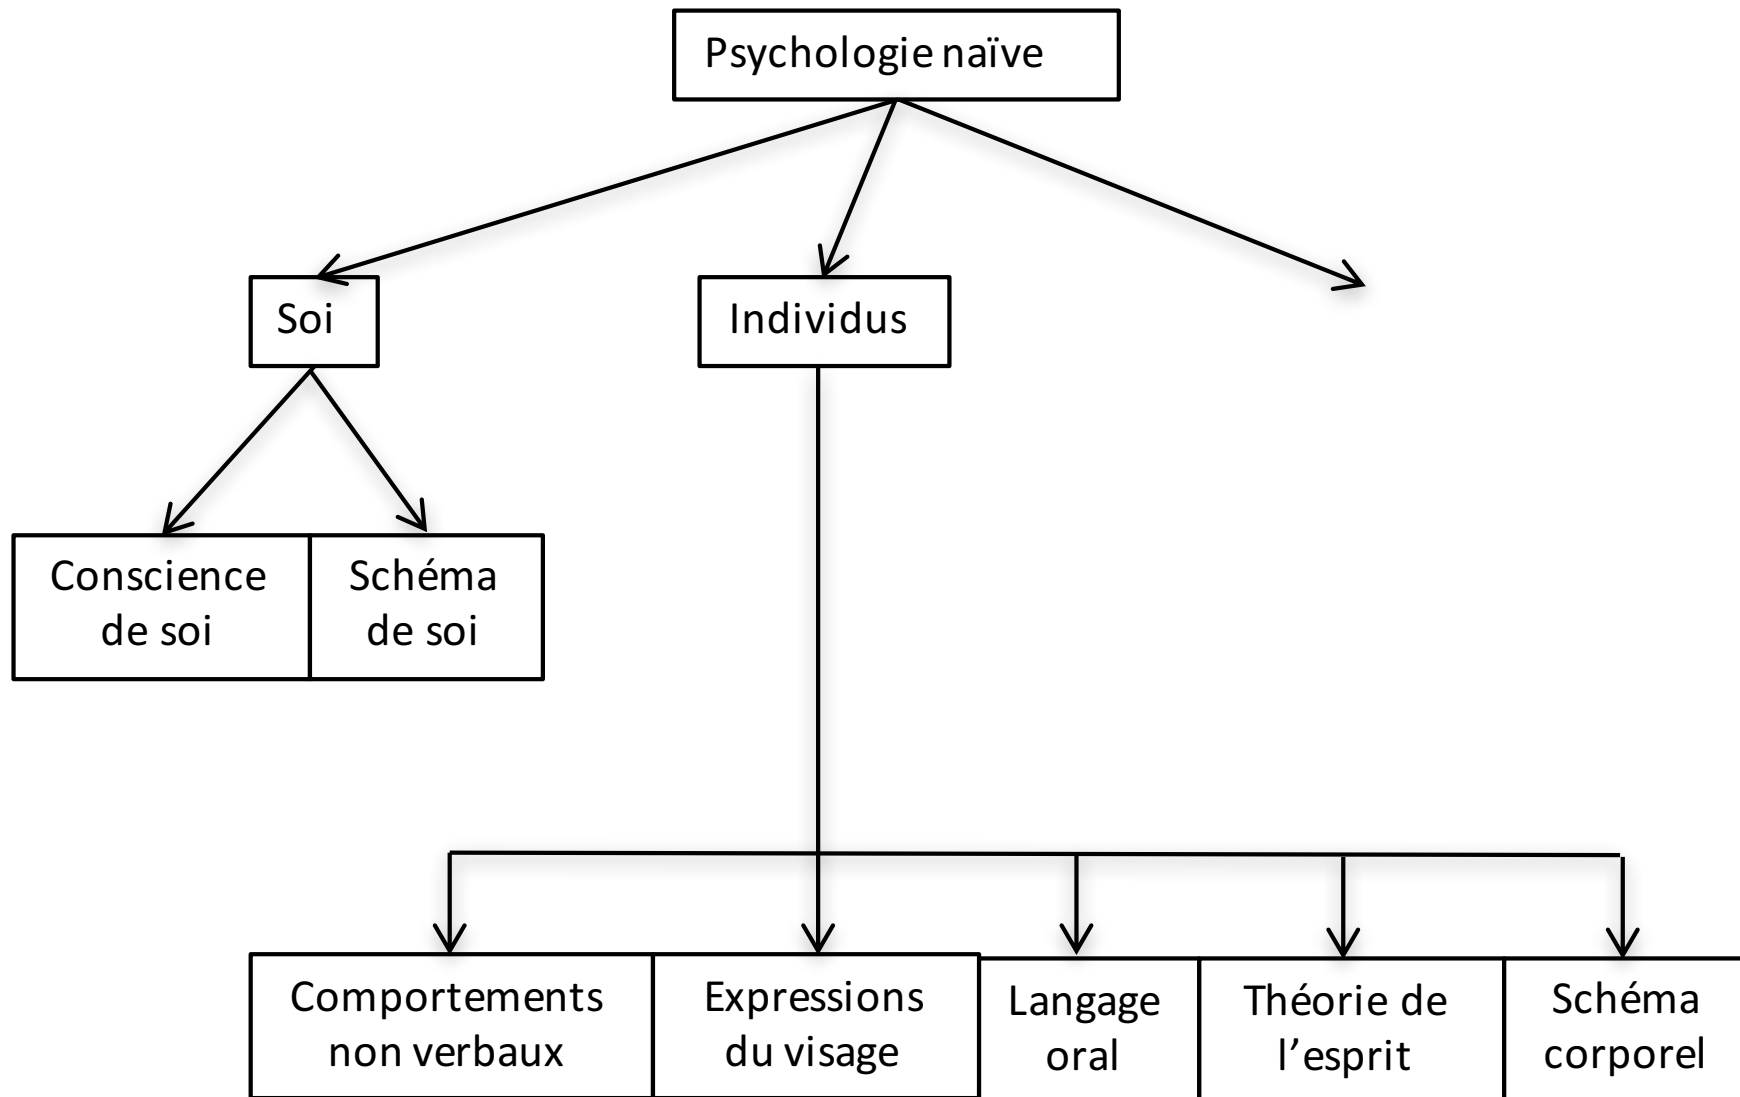 Psychologie naïve
Soi
Individus
Conscience
de soi
Schéma
de soi
Comportements
non verbaux
Expressions
du visage
Langage
oral
Théorie de
l’esprit
Schéma
corporel